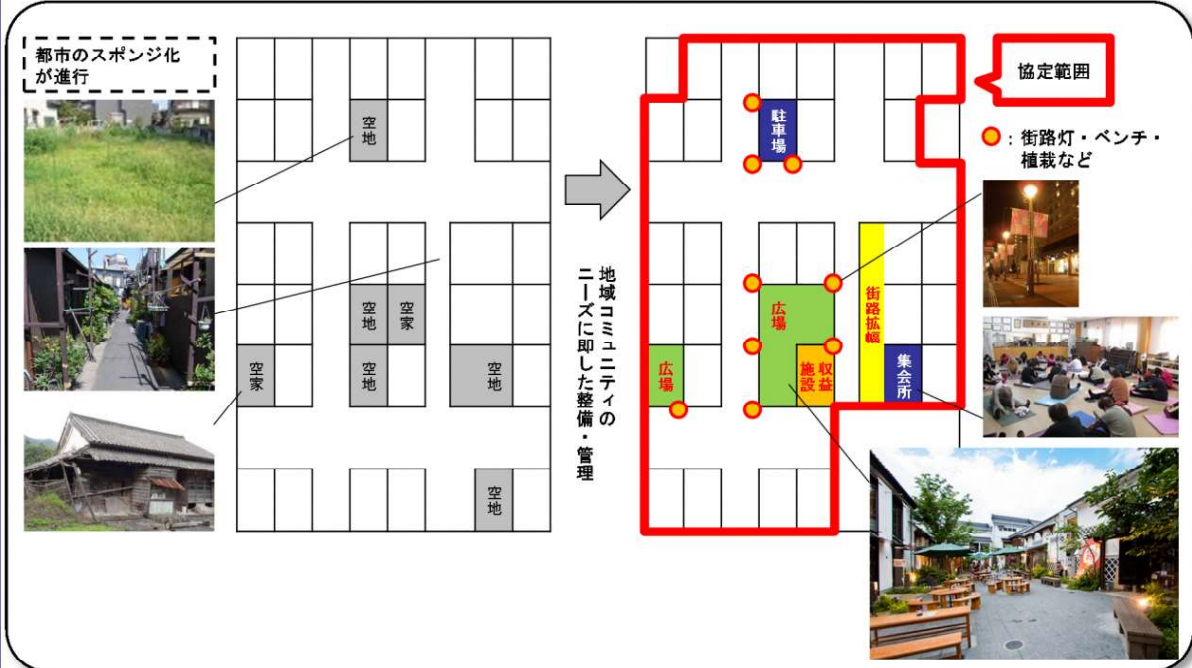 都市のスポンジ化
が進行
空地
空地
空家
空家
空地
空地
空地
地域コミュニティの
ニーズに即した整備・管理
協定範囲
：街路灯・ベンチ・
植栽など
駐車場
広場
街路拡幅
広場
収益
施設
集会所